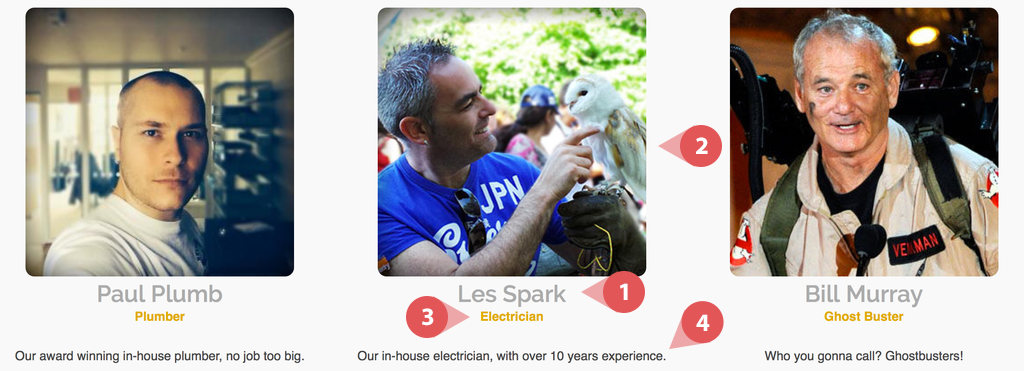 JPN
2
VENKMAN
Paul Plumb
Les Spark
1
Bill Murray
Plumber
3
Electrician
Ghost Buster
4
Our award winning in-house plumber, no job too big.
Our in-house electrician, with over 10 years experience.
Who you gonna call? Ghostbusters!